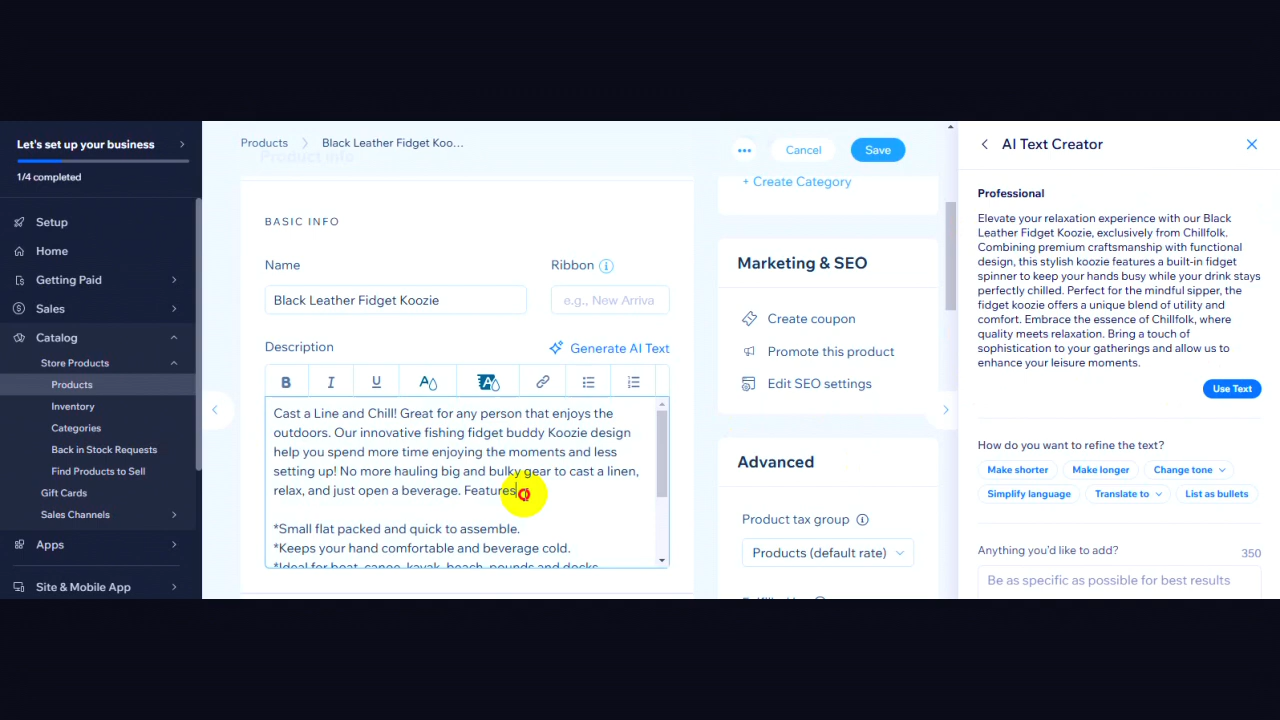 Let's set up your business
1/4 completed
Setup
Home
Getting Paid
Sales
Catalog
Store Products
Products
Inventory
Categories
Back in Stock Requests
Find Products to Sell
Gift Cards
Sales Channels
Apps
Site & Mobile App
Products
Black Leather Fidget Koo...
Product info
Cancel
Save
BASIC INFO
Name
Ribbon
Black Leather Fidget Koozie
e.g., New Arriva
Description
Generate AI Text
B I U A A
Cast a Line and Chill! Great for any person that enjoys the
outdoors. Our innovative fishing fidget buddy Koozie design
help you spend more time enjoying the moments and less
setting up! No more hauling big and bulky gear to cast a linen,
relax, and just open a beverage. Features
*Small flat packed and quick to assemble.
*Keeps your hand comfortable and beverage cold.
*Ideal for boat, canoe, kayak, beach, pounds and docks
+ Create Category
Marketing & SEO
Create coupon
Promote this product
Edit SEO settings
Advanced
Product tax group
Products (default rate)
AI Text Creator
Professional
Elevate your relaxation experience with our Black
Leather Fidget Koozie, exclusively from Chillfolk.
Combining premium craftsmanship with functional
design, this stylish koozie features a built-in fidget
spinner to keep your hands busy while your drink stays
perfectly chilled. Perfect for the mindful sipper, the
fidget koozie offers a unique blend of utility and
comfort. Embrace the essence of Chillfolk, where
quality meets relaxation. Bring a touch of
sophistication to your gatherings and allow us to
enhance your leisure moments.
Use Text
How do you want to refine the text?
Make shorter
Make longer
Change tone
Simplify language
Translate to
List as bullets
Anything you'd like to add?
350
Be as specific as possible for best results